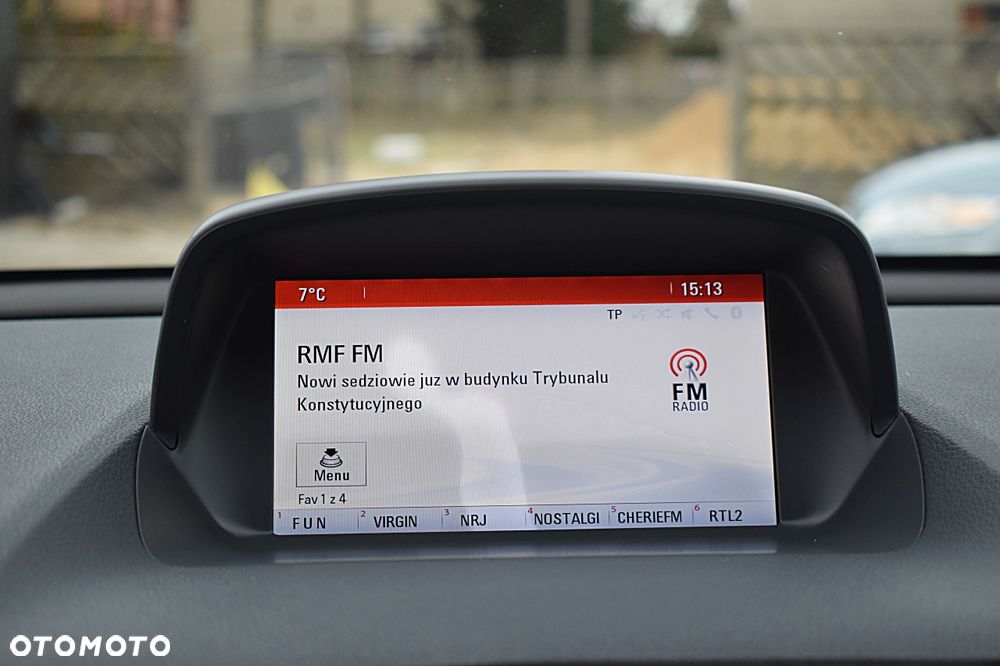 7°C
15:13
TP
RMF FM
Nowi sedziowie juz w budynku Trybunalu
Konstytucyjnego
FM
RADIO
Menu
Fav 1 z 4
1 FUN 2 VIRGIN 3 NRJ 4 NOSTALGI 5 CHERIEFM 6 RTL2
OTOMOTO